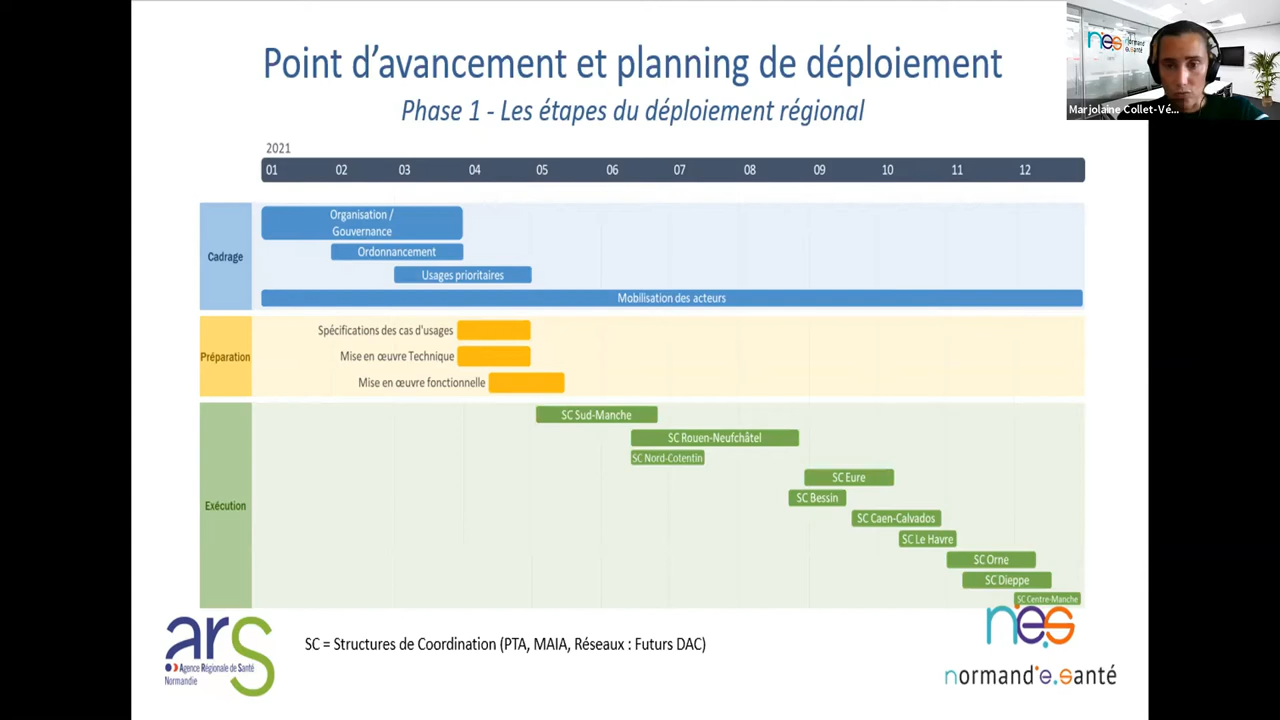 Point d’avancement et planning de déploiement
Phase 1 - Les étapes du déploiement régional
nes normand e.santé
Marjolaine Collet-Vé...
2021
01 02 03 04 05 06 07 08 09 10 11 12
Cadrage
Organisation /
Gouvernance
Ordonnancement
Usages prioritaires
Mobilisation des acteurs
Préparation
Spécifications des cas d'usages
Mise en œuvre Technique
Mise en œuvre fonctionnelle
Exécution
SC Sud-Manche
SC Rouen-Neufchâtel
SC Nord-Cotentin
SC Eure
SC Bessin
SC Caen-Calvados
SC Le Havre
SC Orne
SC Dieppe
SC Centre-Manche
SC = Structures de Coordination (PTA, MAIA, Réseaux : Futurs DAC)
ars
Agence Régionale de Santé
Normandie
nes
normand'e.santé